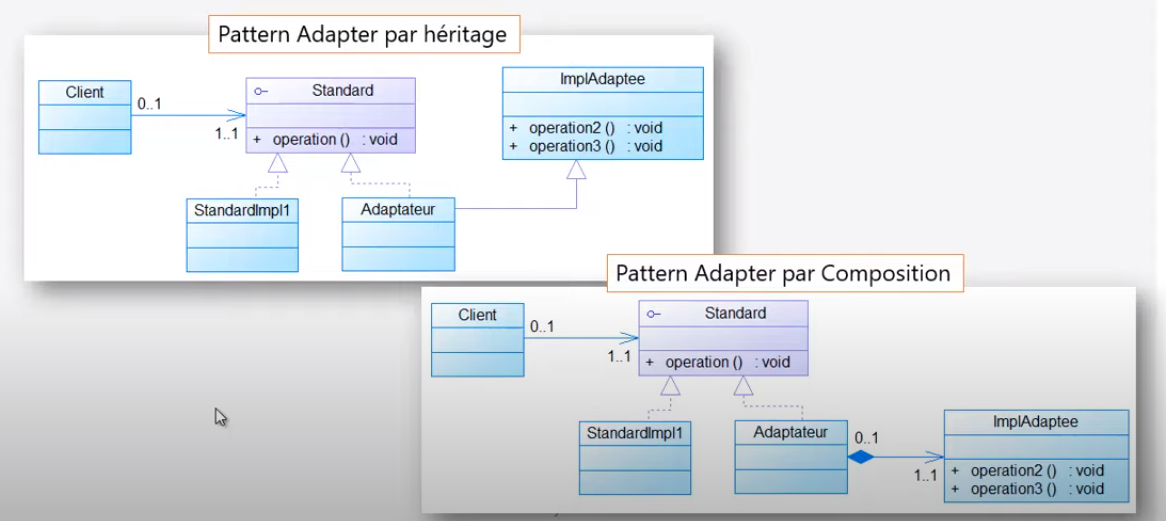 Pattern Adapter par héritage
Client
0..1
1..1
Standard
+ operation () : void
ImplAdaptee
+ operation2 () : void
+ operation3 () : void
StandardImpl1
Adaptateur
Pattern Adapter par Composition
Client
0..1
1..1
Standard
+ operation () : void
StandardImpl1
Adaptateur
0..1
1..1
ImplAdaptee
+ operation2 () : void
+ operation3 () : void